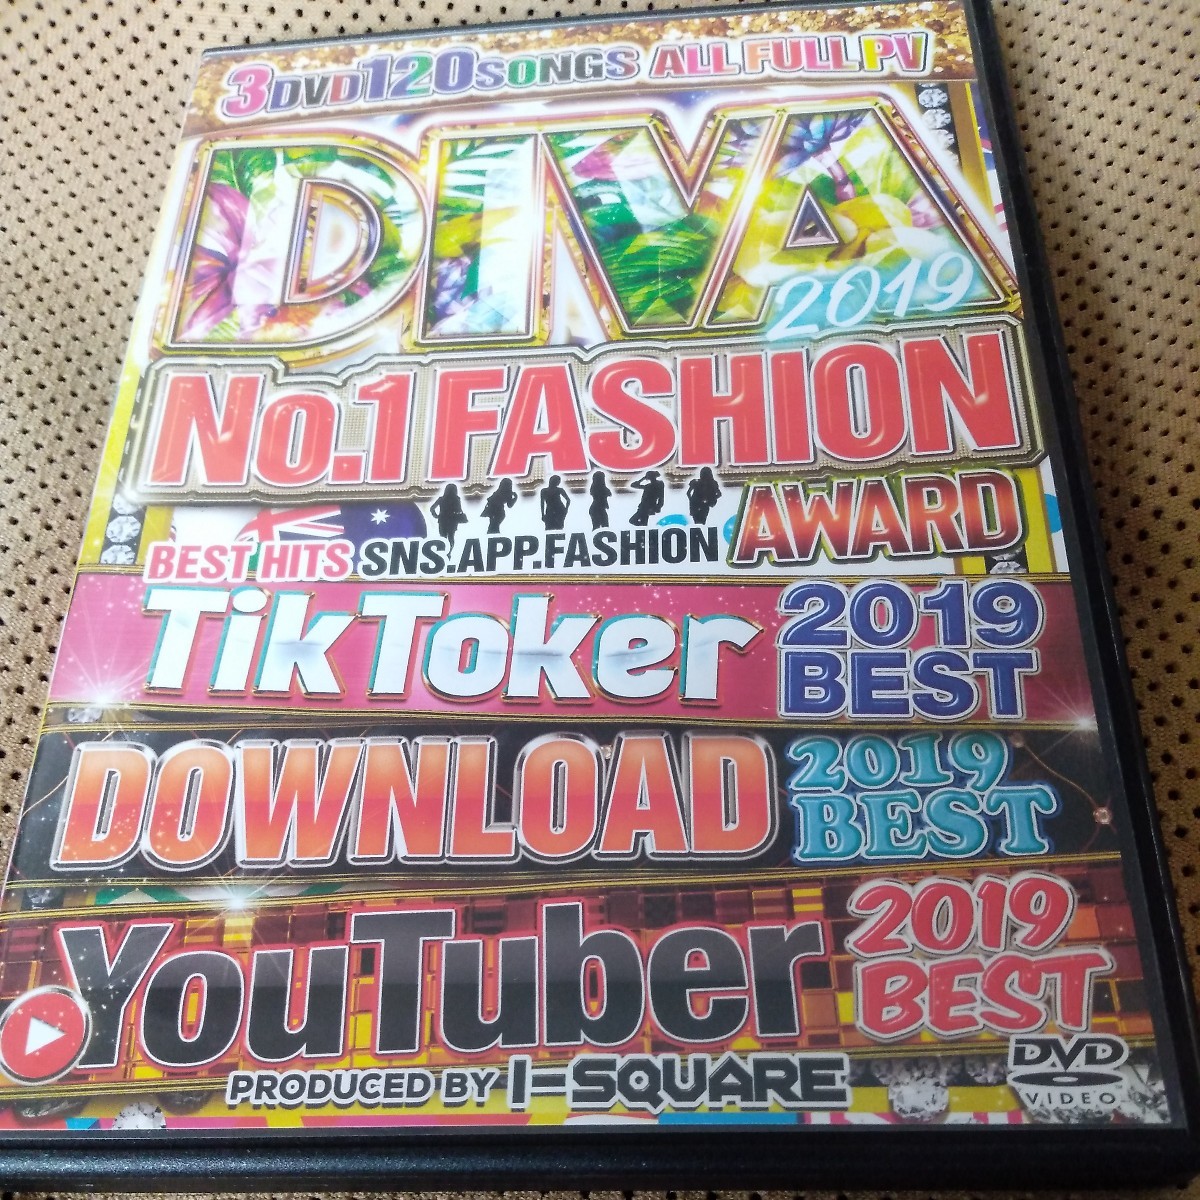 3DVD120SONGS ALL FULL PV
DIVA
2019
No.1 FASHION
AWARD
BEST HITS SNS.APP.FASHION
TikToker 2019 BEST
DOWNLOAD 2019 BEST
YouTuber 2019 BEST
PRODUCED BY I-SQUARE
DVD
VIDEO